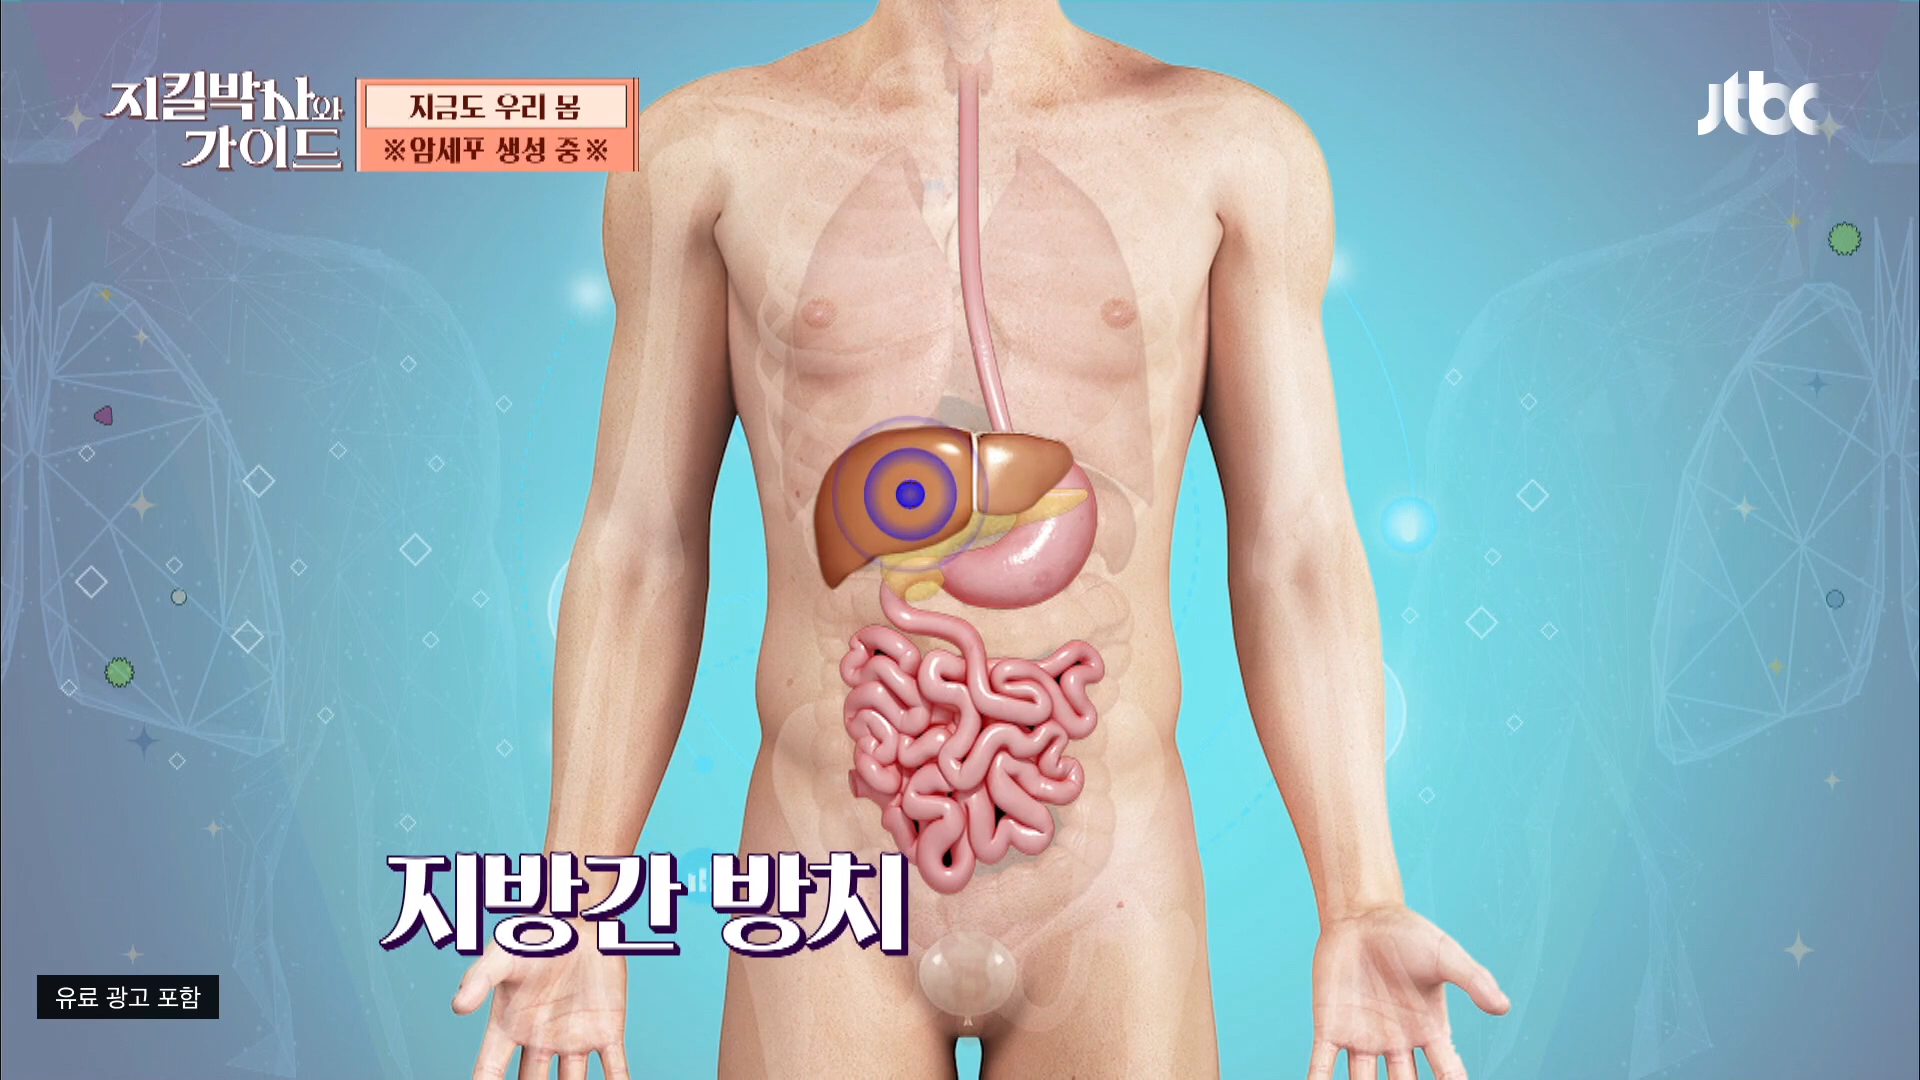 지킬박사와
가이드
지금도 우리 몸
※암세포 생성 중※
jtbc
지방간 방치
유료 광고 포함